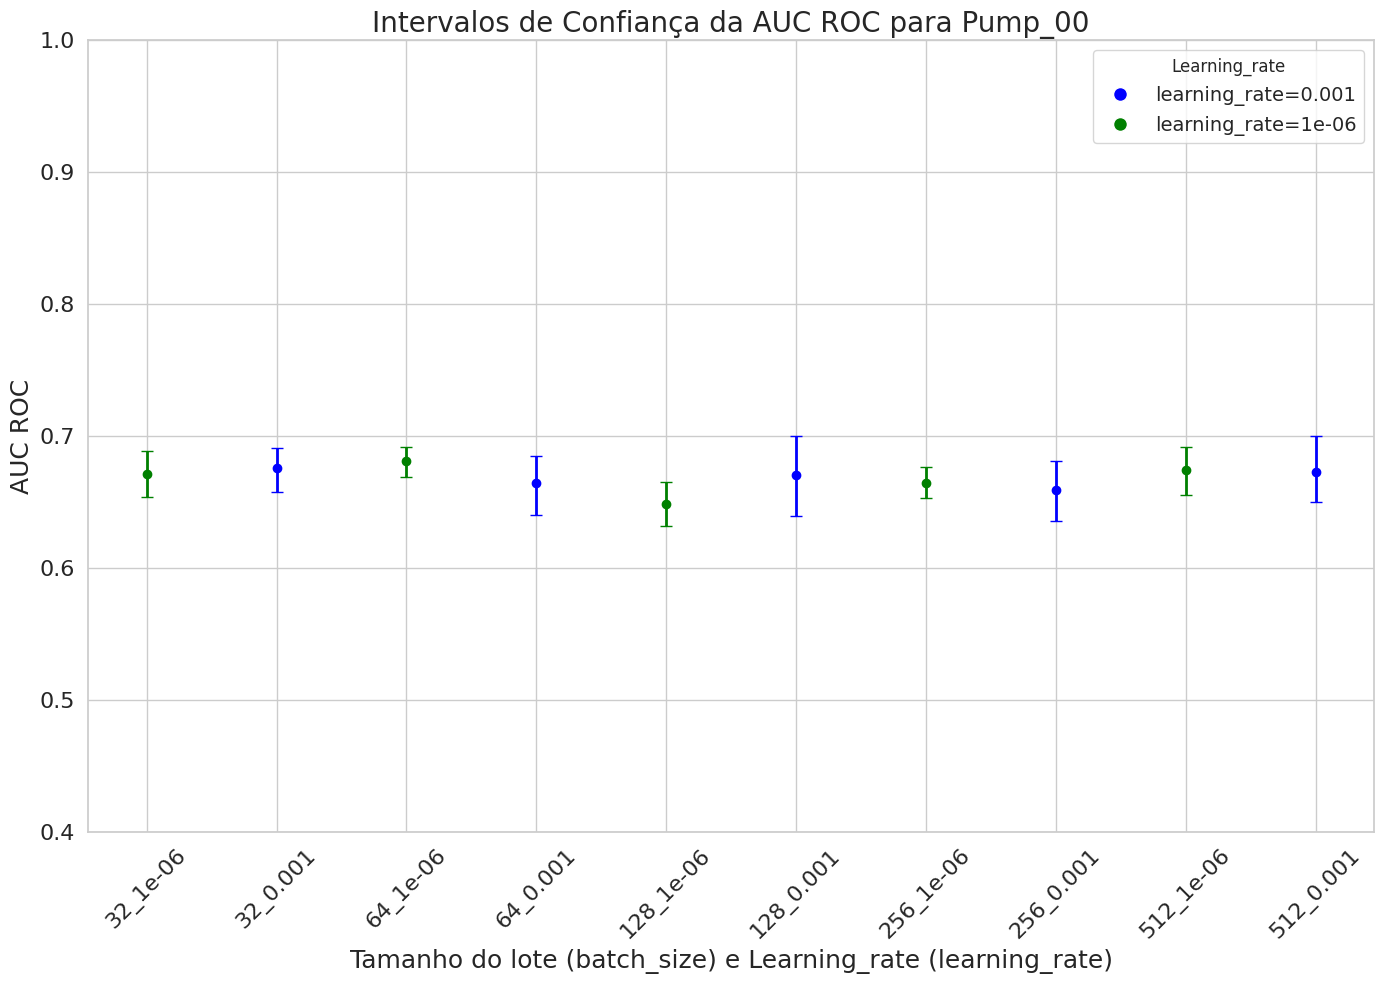 Intervalos de Confiança da AUC ROC para Pump_00
1.0
0.9
0.8
0.7
0.6
0.5
0.4
AUC ROC
Learning_rate
learning_rate=0.001
learning_rate=1e-06
32_1e-06
32_0.001
64_1e-06
64_0.001
128_1e-06
128_0.001
256_1e-06
256_0.001
512_1e-06
512_0.001
Tamanho do lote (batch_size) e Learning_rate (learning_rate)